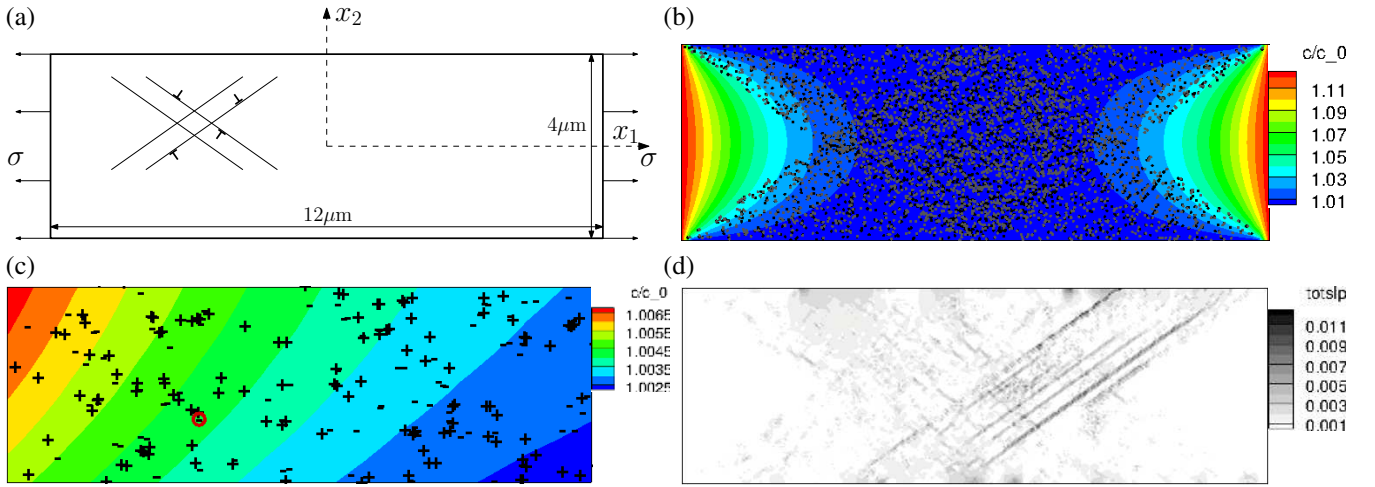 (a)
x₂
4μm
x₁
σ
σ
12μm
(b)
c/c_0
1.11
1.09
1.07
1.05
1.03
1.01
(c)
c/c_0
1.0065
1.0055
1.0045
1.0035
1.0025
(d)
totslp
0.011
0.009
0.007
0.005
0.003
0.001